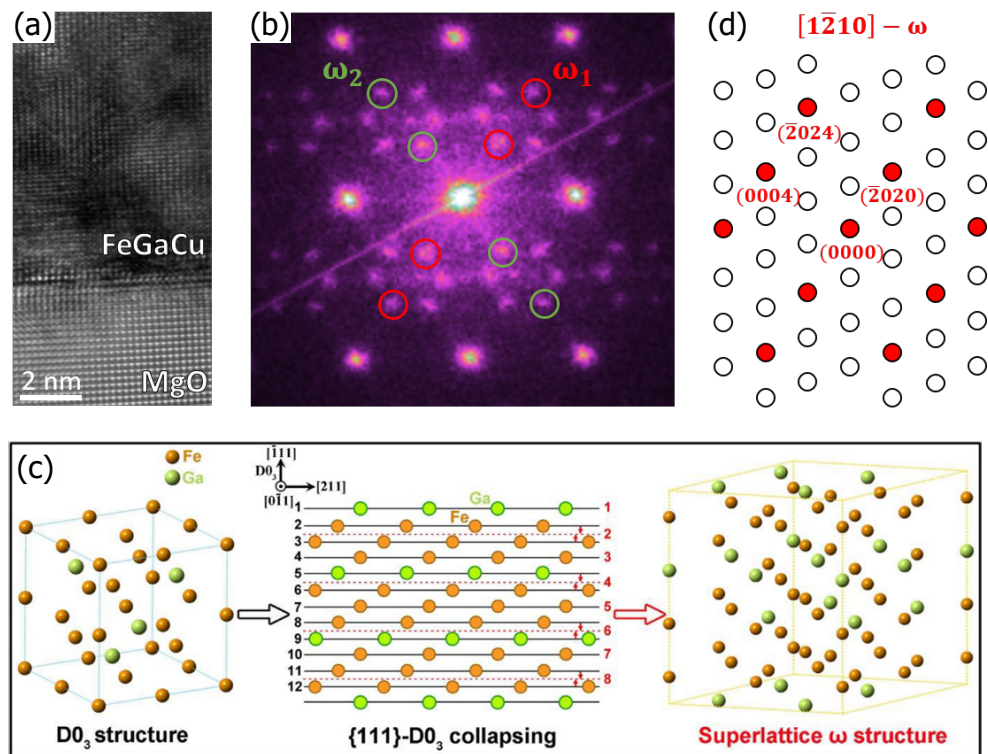 (a)
FeGaCu
MgO
2 nm
(b)
ω₂
ω₁
(d)
[12̅10] − ω
(2̅024)
(0004)
(2̅020)
(0000)
(c)
Fe
Ga
D0₃ structure
[1̅11]
D0₃
[01̅1]
[211]
Ga
Fe
1
2
3
4
5
6
7
8
9
10
11
12
1
2
3
4
5
6
7
8
{111}-D0₃ collapsing
Superlattice ω structure